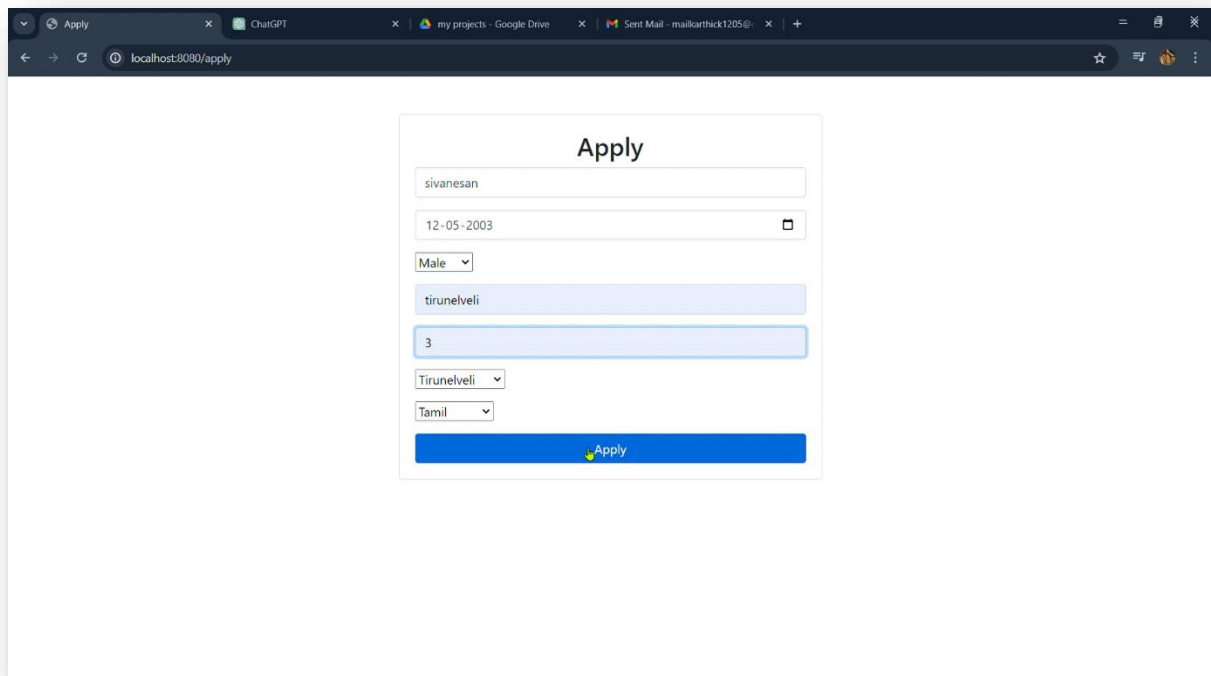 Apply
ChatGPT
my projects - Google Drive
Sent Mail - mailkarthick1205@
localhost:8080/apply
Apply
sivanesan
12-05-2003
Male
tirunelveli
3
Tirunelveli
Tamil
Apply